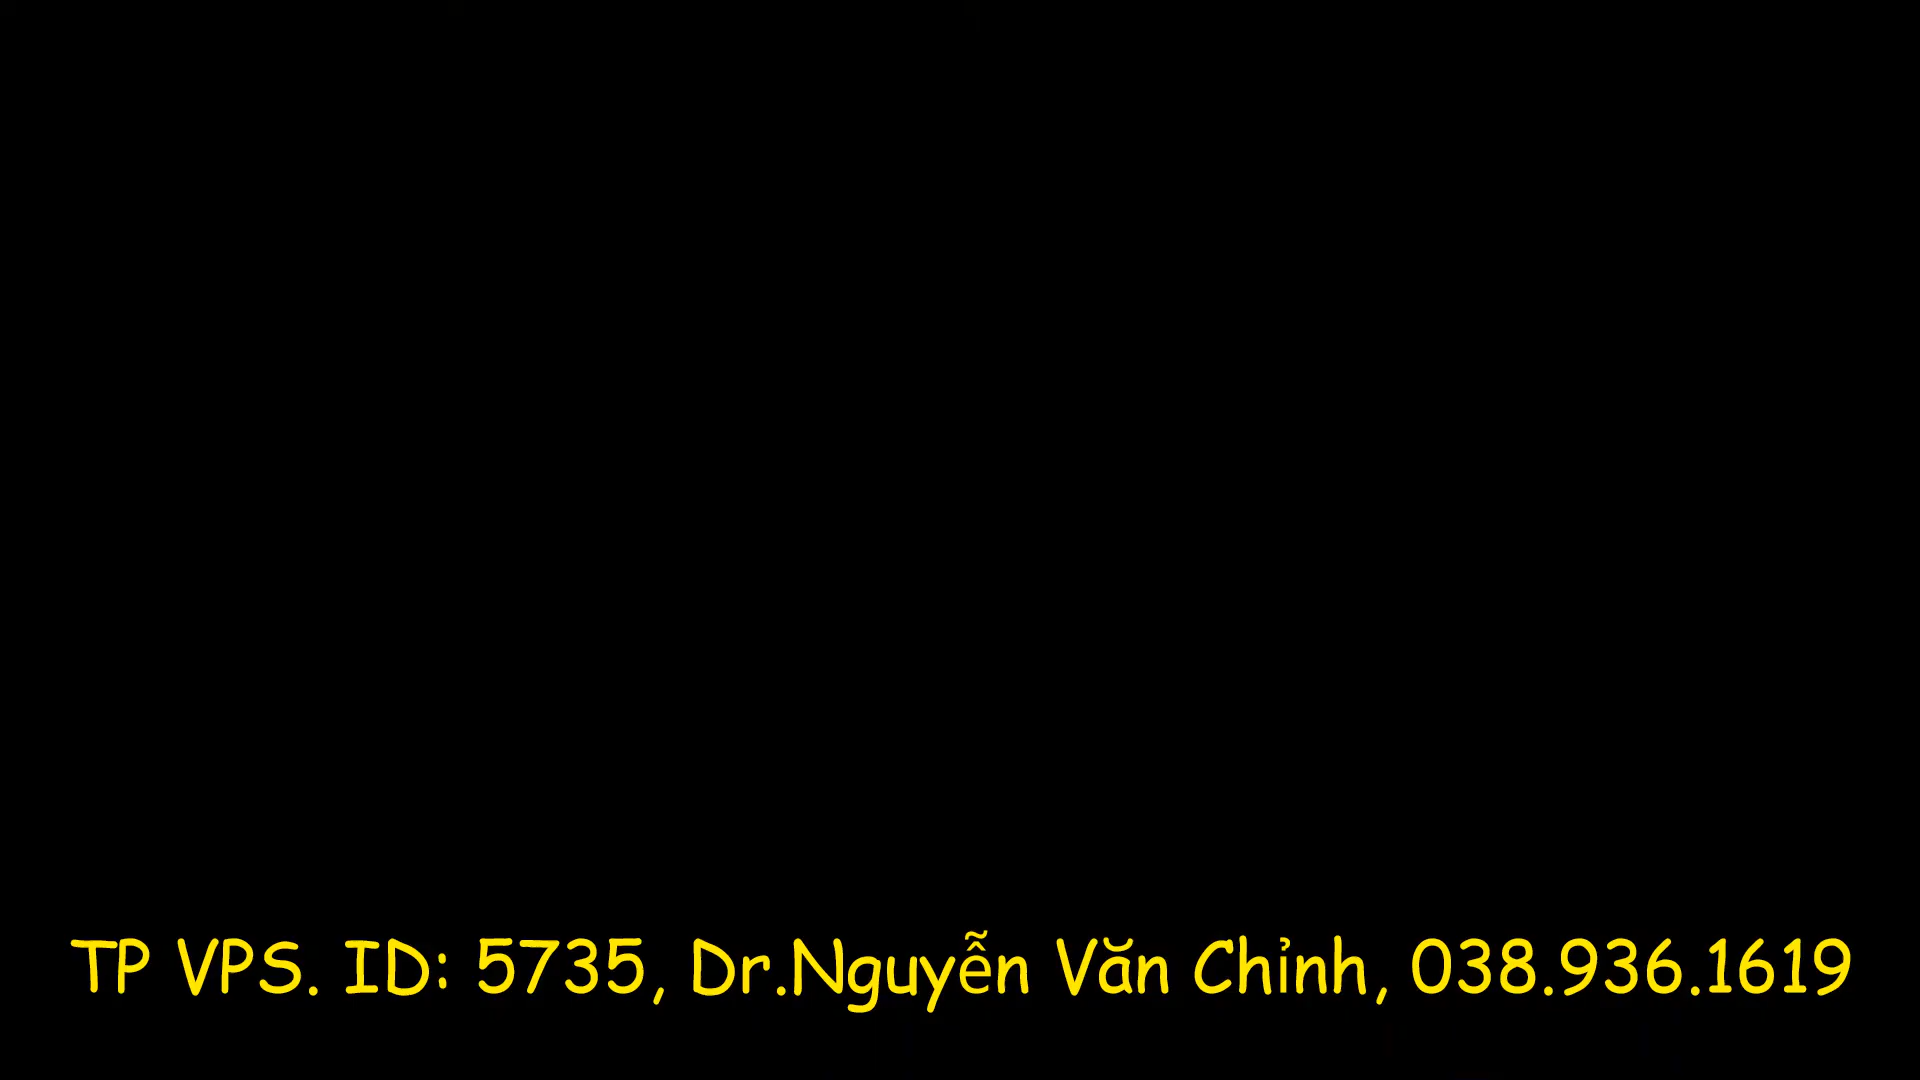 TP VPS. ID: 5735, Dr.Nguyễn Văn Chỉnh, 038.936.1619